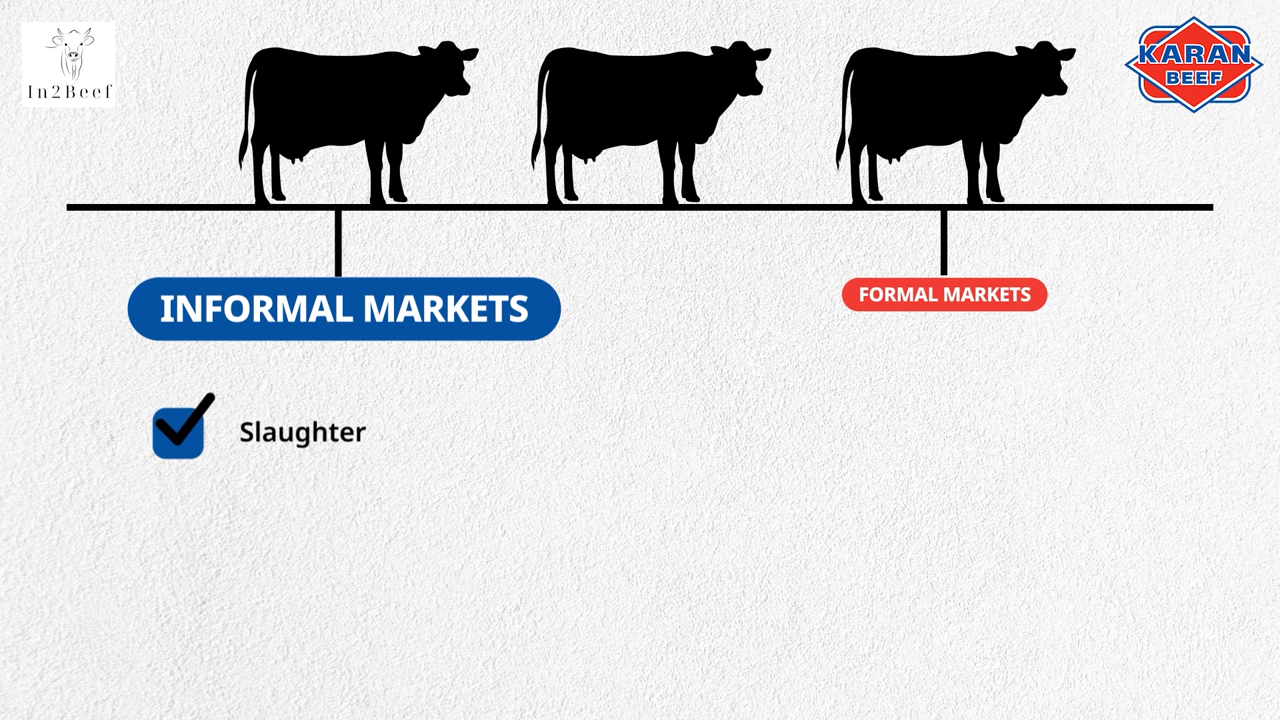 In2Beef
KARAN
BEEF
INFORMAL MARKETS
FORMAL MARKETS
Slaughter